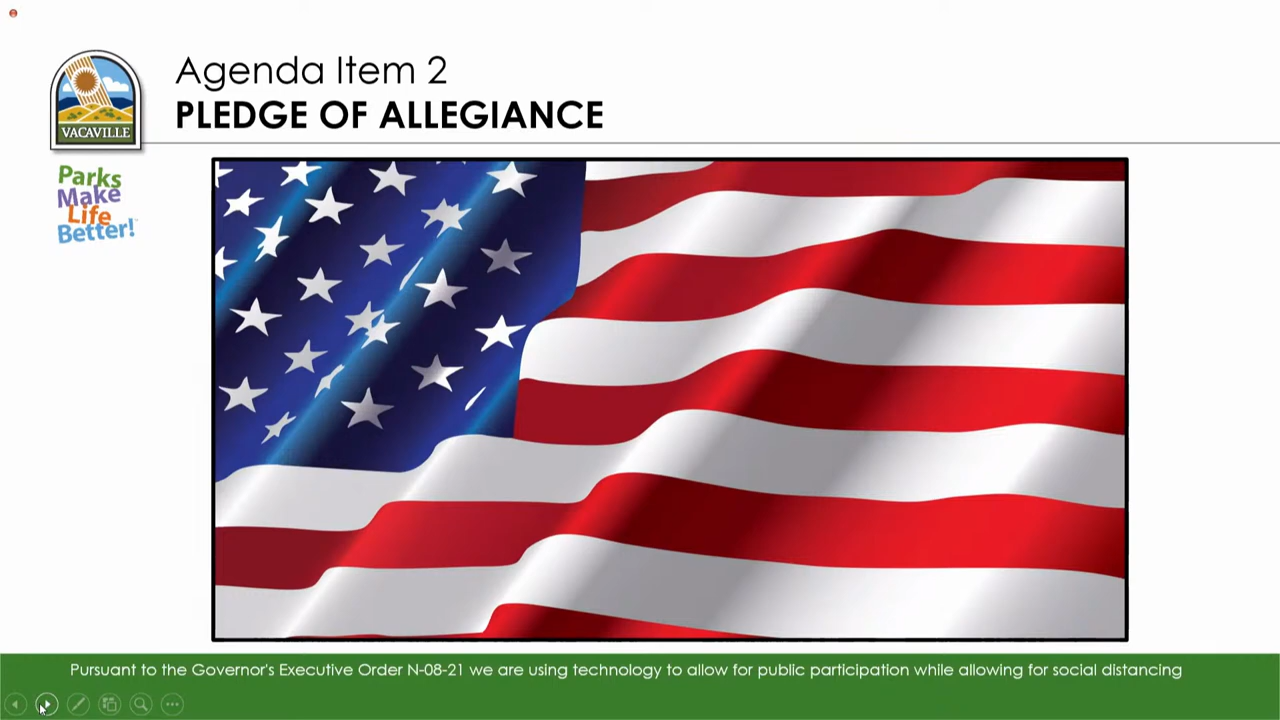 Agenda Item 2
PLEDGE OF ALLEGIANCE
VACAVILLE
Parks
Make
Life
Better!
Pursuant to the Governor's Executive Order N-08-21 we are using technology to allow for public participation while allowing for social distancing